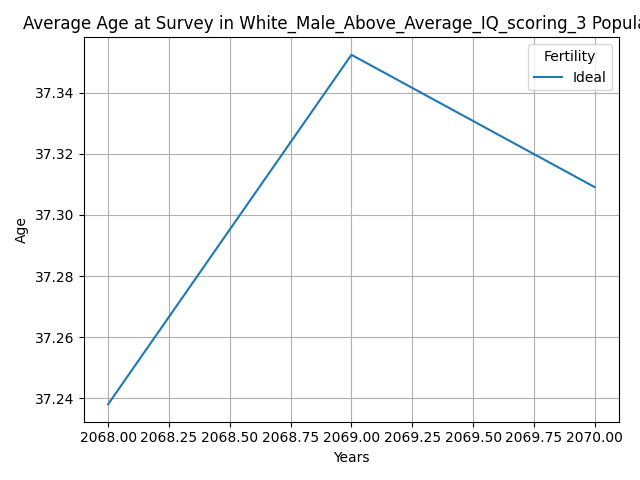 Average Age at Survey in White_Male_Above_Average_IQ_scoring_3 Popula
Fertility
Ideal
37.34
37.32
37.30
37.28
37.26
37.24
Age
2068.00 2068.25 2068.50 2068.75 2069.00 2069.25 2069.50 2069.75 2070.00
Years